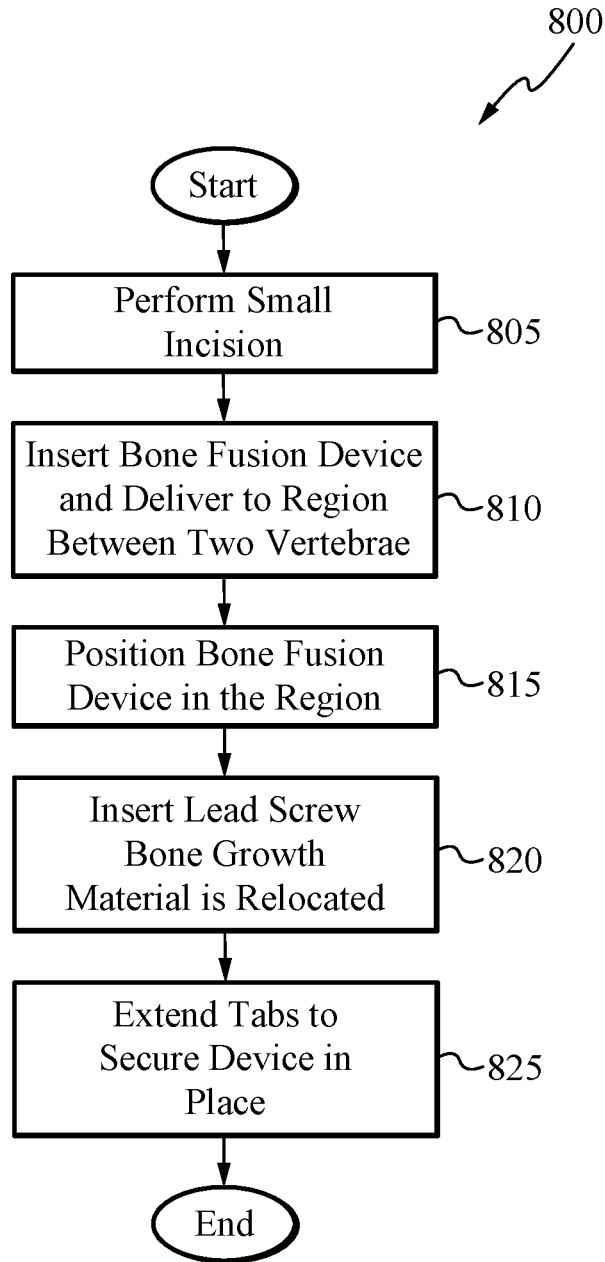 800
Start
Perform Small
Incision
805
Insert Bone Fusion Device
and Deliver to Region
Between Two Vertebrae
810
Position Bone Fusion
Device in the Region
815
Insert Lead Screw
Bone Growth
Material is Relocated
820
Extend Tabs to
Secure Device in
Place
825
End